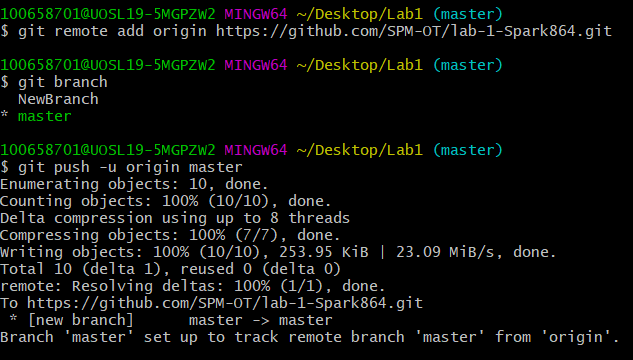 100658701@UOSL19-5MGPZW2 MINGW64 ~/Desktop/Lab1 (master)
$ git remote add origin https://github.com/SPM-OT/lab-1-Spark864.git
100658701@UOSL19-5MGPZW2 MINGW64 ~/Desktop/Lab1 (master)
$ git branch
  NewBranch
* master
100658701@UOSL19-5MGPZW2 MINGW64 ~/Desktop/Lab1 (master)
$ git push -u origin master
Enumerating objects: 10, done.
Counting objects: 100% (10/10), done.
Delta compression using up to 8 threads
Compressing objects: 100% (7/7), done.
Writing objects: 100% (10/10), 253.95 KiB | 23.09 MiB/s, done.
Total 10 (delta 1), reused 0 (delta 0)
remote: Resolving deltas: 100% (1/1), done.
To https://github.com/SPM-OT/lab-1-Spark864.git
 * [new branch]      master -> master
Branch 'master' set up to track remote branch 'master' from 'origin'.